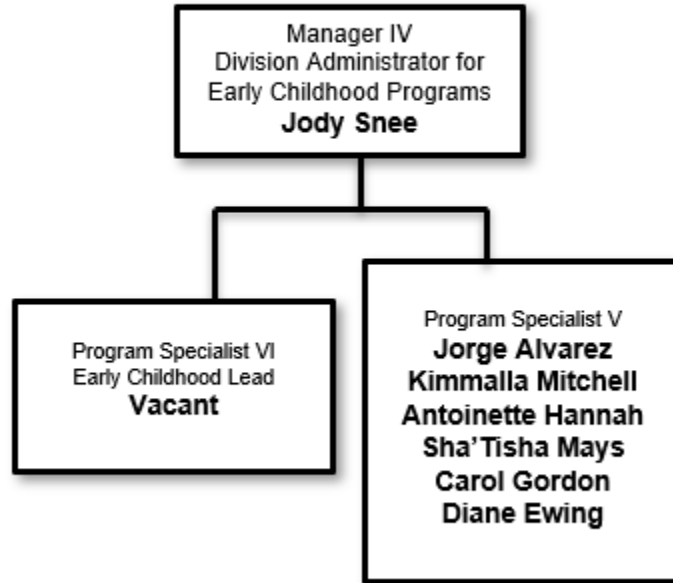 Manager IV
Division Administrator for
Early Childhood Programs
Jody Snee
Program Specialist VI
Early Childhood Lead
Vacant
Program Specialist V
Jorge Alvarez
Kimmalla Mitchell
Antoinette Hannah
Sha’Tisha Mays
Carol Gordon
Diane Ewing